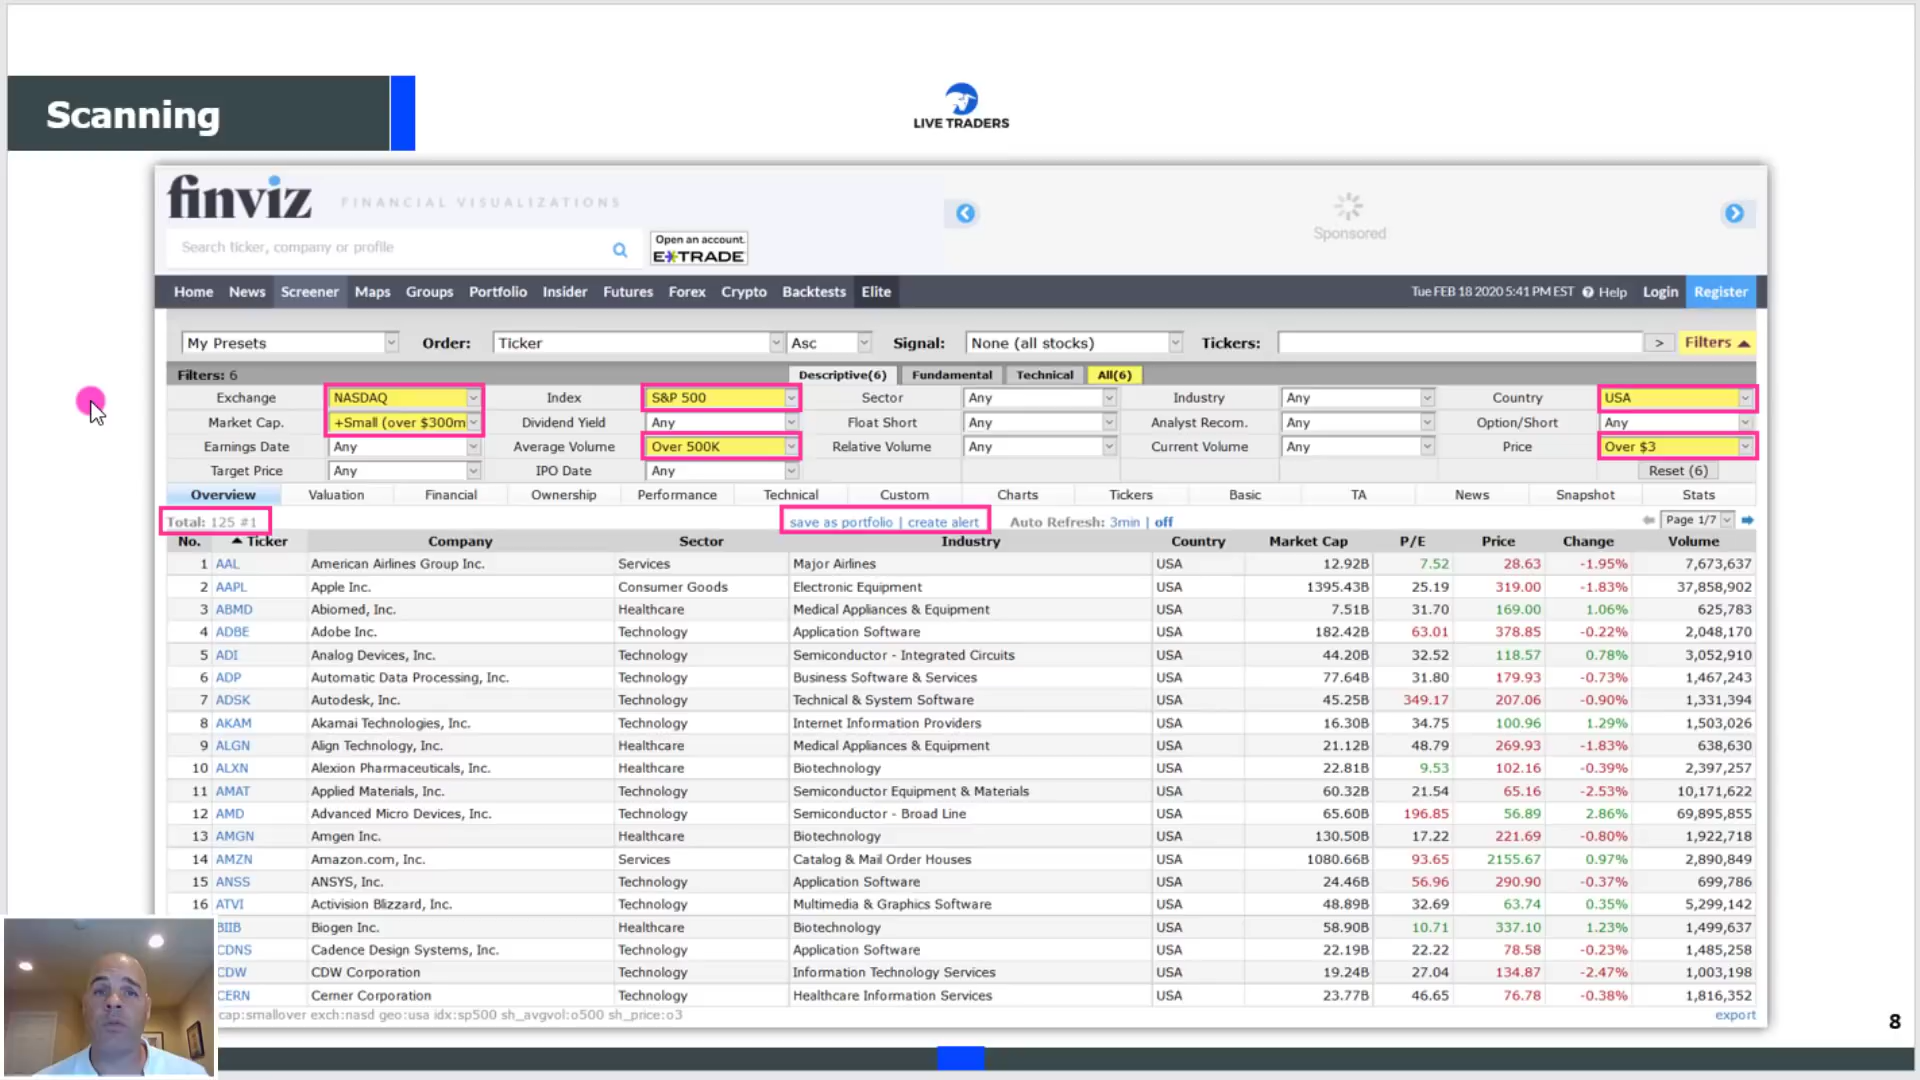 Scanning
LIVE TRADERS
finviz FINANCIAL VISUALIZATIONS
Sponsored
Search ticker, company or profile
Open an account.
E*TRADE
Home News Screener Maps Groups Portfolio Insider Futures Forex Crypto Backtests Elite Tue FEB 18 2020 5:41 PM EST Help Login Register
My Presets Order: Ticker Asc Signal: None (all stocks) Tickers: > Filters
Filters: 6 Descriptive(6) Fundamental Technical All(6)
Exchange NASDAQ Index S&P 500 Sector Any Industry Any Country USA
Market Cap. +Small (over $300m Dividend Yield Any Float Short Any Analyst Recom. Any Option/Short Any
Earnings Date Any Average Volume Over 500K Relative Volume Any Current Volume Any Price Over $3
Target Price Any IPO Date Any Reset (6)
Overview Valuation Financial Ownership Performance Technical Custom Charts Tickers Basic TA News Snapshot Stats
Total: 125 #1 save as portfolio | create alert Auto Refresh: 3min | off Page 1/7
No. Ticker Company Sector Industry Country Market Cap P/E Price Change Volume
1 AAL American Airlines Group Inc. Services Major Airlines USA 12.92B 7.52 28.63 -1.95% 7,673,637
2 AAPL Apple Inc. Consumer Goods Electronic Equipment USA 1395.43B 25.19 319.00 -1.83% 37,858,902
3 ABMD Abiomed, Inc. Healthcare Medical Appliances & Equipment USA 7.51B 31.70 169.00 1.06% 625,783
4 ADBE Adobe Inc. Technology Application Software USA 182.42B 63.01 378.85 -0.22% 2,048,170
5 ADI Analog Devices, Inc. Technology Semiconductor - Integrated Circuits USA 44.20B 32.52 118.57 0.78% 3,052,910
6 ADP Automatic Data Processing, Inc. Technology Business Software & Services USA 77.64B 31.80 179.93 -0.73% 1,467,243
7 ADSK Autodesk, Inc. Technology Technical & System Software USA 45.25B 349.17 207.06 -0.90% 1,331,394
8 AKAM Akamai Technologies, Inc. Technology Internet Information Providers USA 16.30B 34.75 100.96 1.29% 1,503,026
9 ALGN Align Technology, Inc. Healthcare Medical Appliances & Equipment USA 21.12B 48.79 269.93 -1.83% 638,630
10 ALXN Alexion Pharmaceuticals, Inc. Healthcare Biotechnology USA 22.81B 9.53 102.16 -0.39% 2,397,257
11 AMAT Applied Materials, Inc. Technology Semiconductor Equipment & Materials USA 60.32B 21.54 65.16 -2.53% 10,171,622
12 AMD Advanced Micro Devices, Inc. Technology Semiconductor - Broad Line USA 65.60B 196.85 56.89 2.86% 69,895,855
13 AMGN Amgen Inc. Healthcare Biotechnology USA 130.50B 17.22 221.69 -0.80% 1,922,718
14 AMZN Amazon.com, Inc. Services Catalog & Mail Order Houses USA 1080.66B 93.65 2155.67 0.97% 2,890,849
15 ANSS ANSYS, Inc. Technology Application Software USA 24.46B 56.96 290.90 -0.37% 699,786
16 ATVI Activision Blizzard, Inc. Technology Multimedia & Graphics Software USA 48.89B 32.69 63.74 0.35% 5,299,142
BIIB Biogen Inc. Healthcare Biotechnology USA 58.90B 10.71 337.10 1.23% 1,499,637
CDNS Cadence Design Systems, Inc. Technology Application Software USA 22.19B 22.22 78.58 -0.23% 1,485,258
CDW CDW Corporation Technology Information Technology Services USA 19.24B 27.04 134.87 -2.47% 1,003,198
CERN Cerner Corporation Technology Healthcare Information Services USA 23.77B 46.65 76.78 -0.38% 1,816,352
cap:smallover exch:nasd geo:usa idx:sp500 sh_avgvol:o500 sh_price:o3 export
8